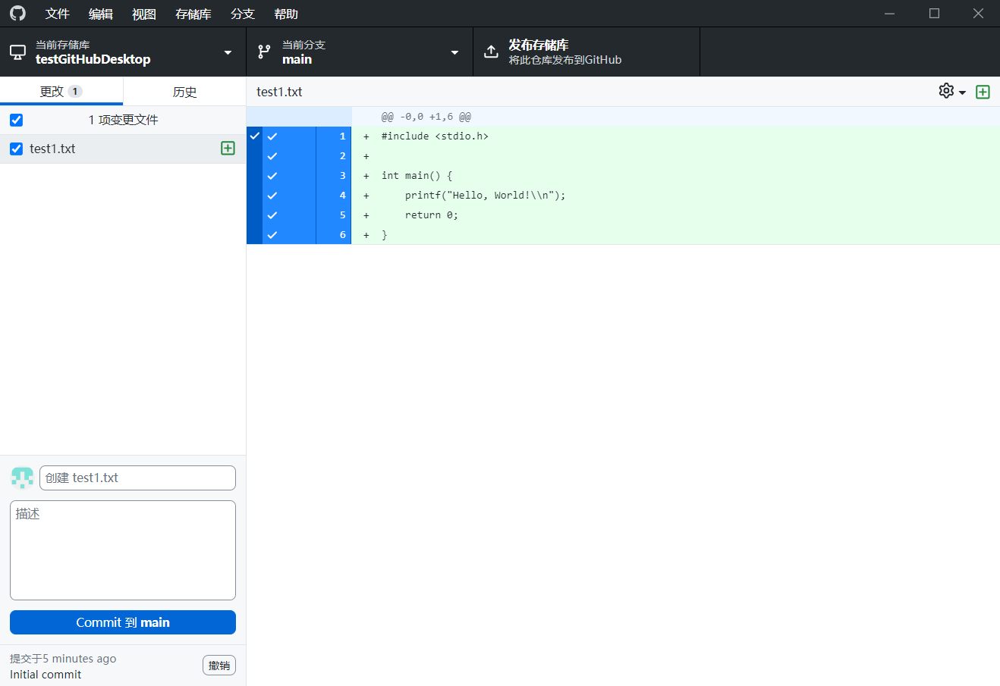 文件 编辑 视图 存储库 分支 帮助
当前存储库
testGitHubDesktop
当前分支
main
发布存储库
将此仓库发布到GitHub
更改 1
历史
1 项变更文件
test1.txt
test1.txt
@@ -0,0 +1,6 @@
1 + #include <stdio.h>
2 +
3 + int main() {
4 +     printf("Hello, World!\\n");
5 +     return 0;
6 + }
创建 test1.txt
描述
Commit 到 main
提交于5 minutes ago
Initial commit
撤销